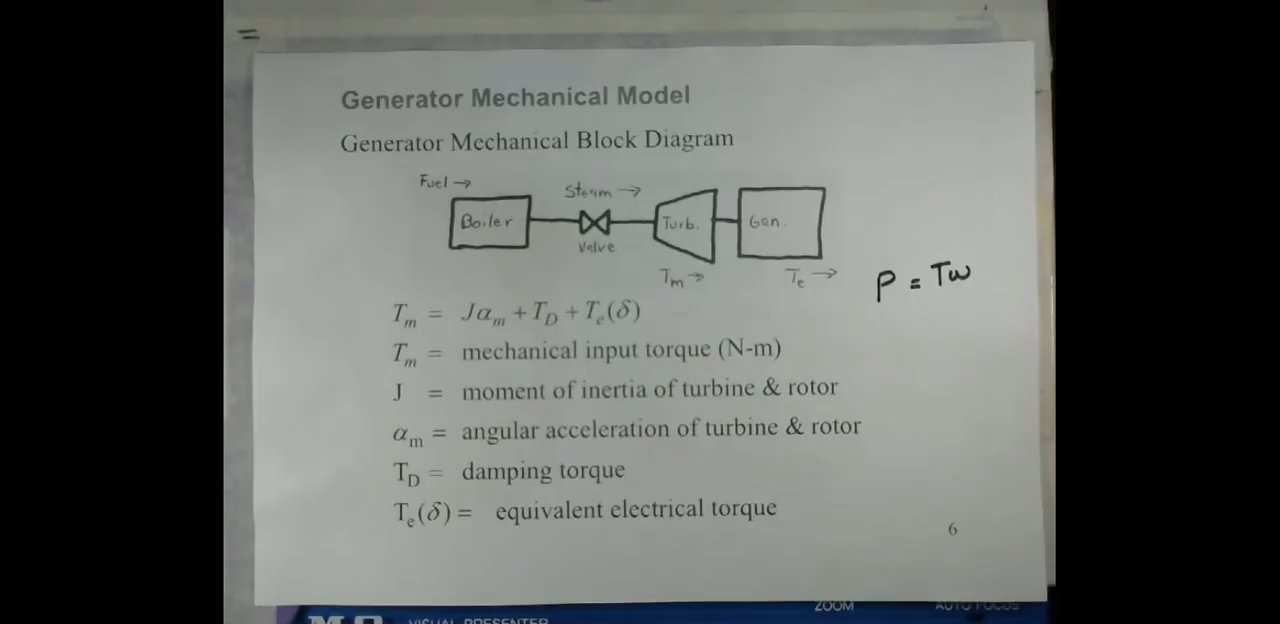 Generator Mechanical Model
Generator Mechanical Block Diagram
Fuel →
Steam →
Boiler
Valve
Turb.
Gen.
Tₘ →
Tₑ →
P = Tω
Tₘ = Jαₘ + T_D + Tₑ(δ)
Tₘ = mechanical input torque (N-m)
J = moment of inertia of turbine & rotor
αₘ = angular acceleration of turbine & rotor
T_D = damping torque
Tₑ(δ) = equivalent electrical torque
6
ZOOM
AUTO FOCUS
VISUAL PRESENTER